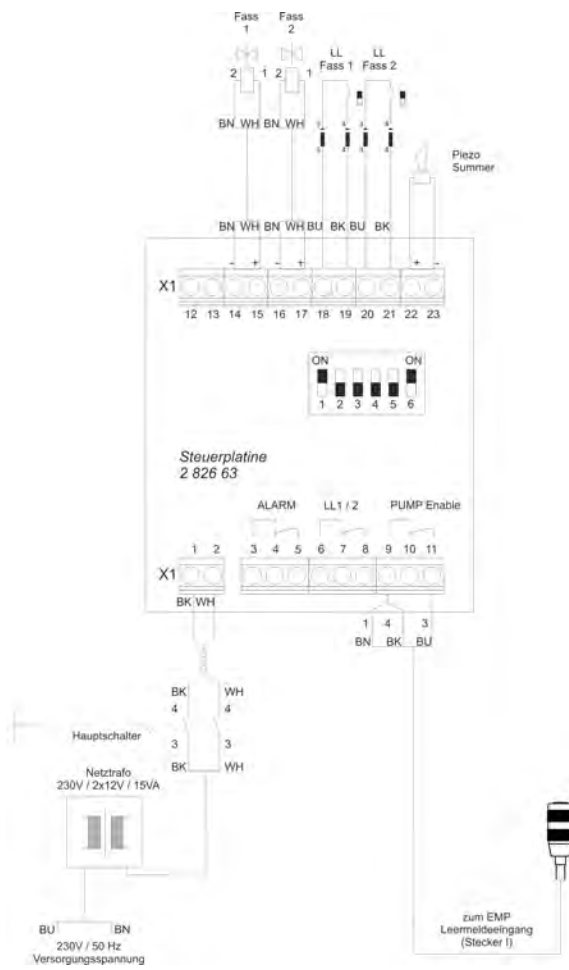 Fass Fass
1 2
LL LL
Fass 1 Fass 2
2 1 2 1
BN WH BN WH
3 4 3 4
Piezo
Summer
BN WH BN WH BU BK BU BK
- + - + + -
X1
12 13 14 15 16 17 18 19 20 21 22 23
ON ON
1 2 3 4 5 6
Steuerplatine
2 826 63
ALARM LL1 / 2 PUMP Enable
1 2 3 4 5 6 7 8 9 10 11
X1
BK WH
1 4 3
BN BK BU
BK WH
4 4
Hauptschalter
3 3
BK WH
Netztrafo
230V / 2x12V / 15VA
BU BN
230V / 50 Hz
Versorgungsspannung
zum EMP
Leermeldeeingang
(Stecker I)